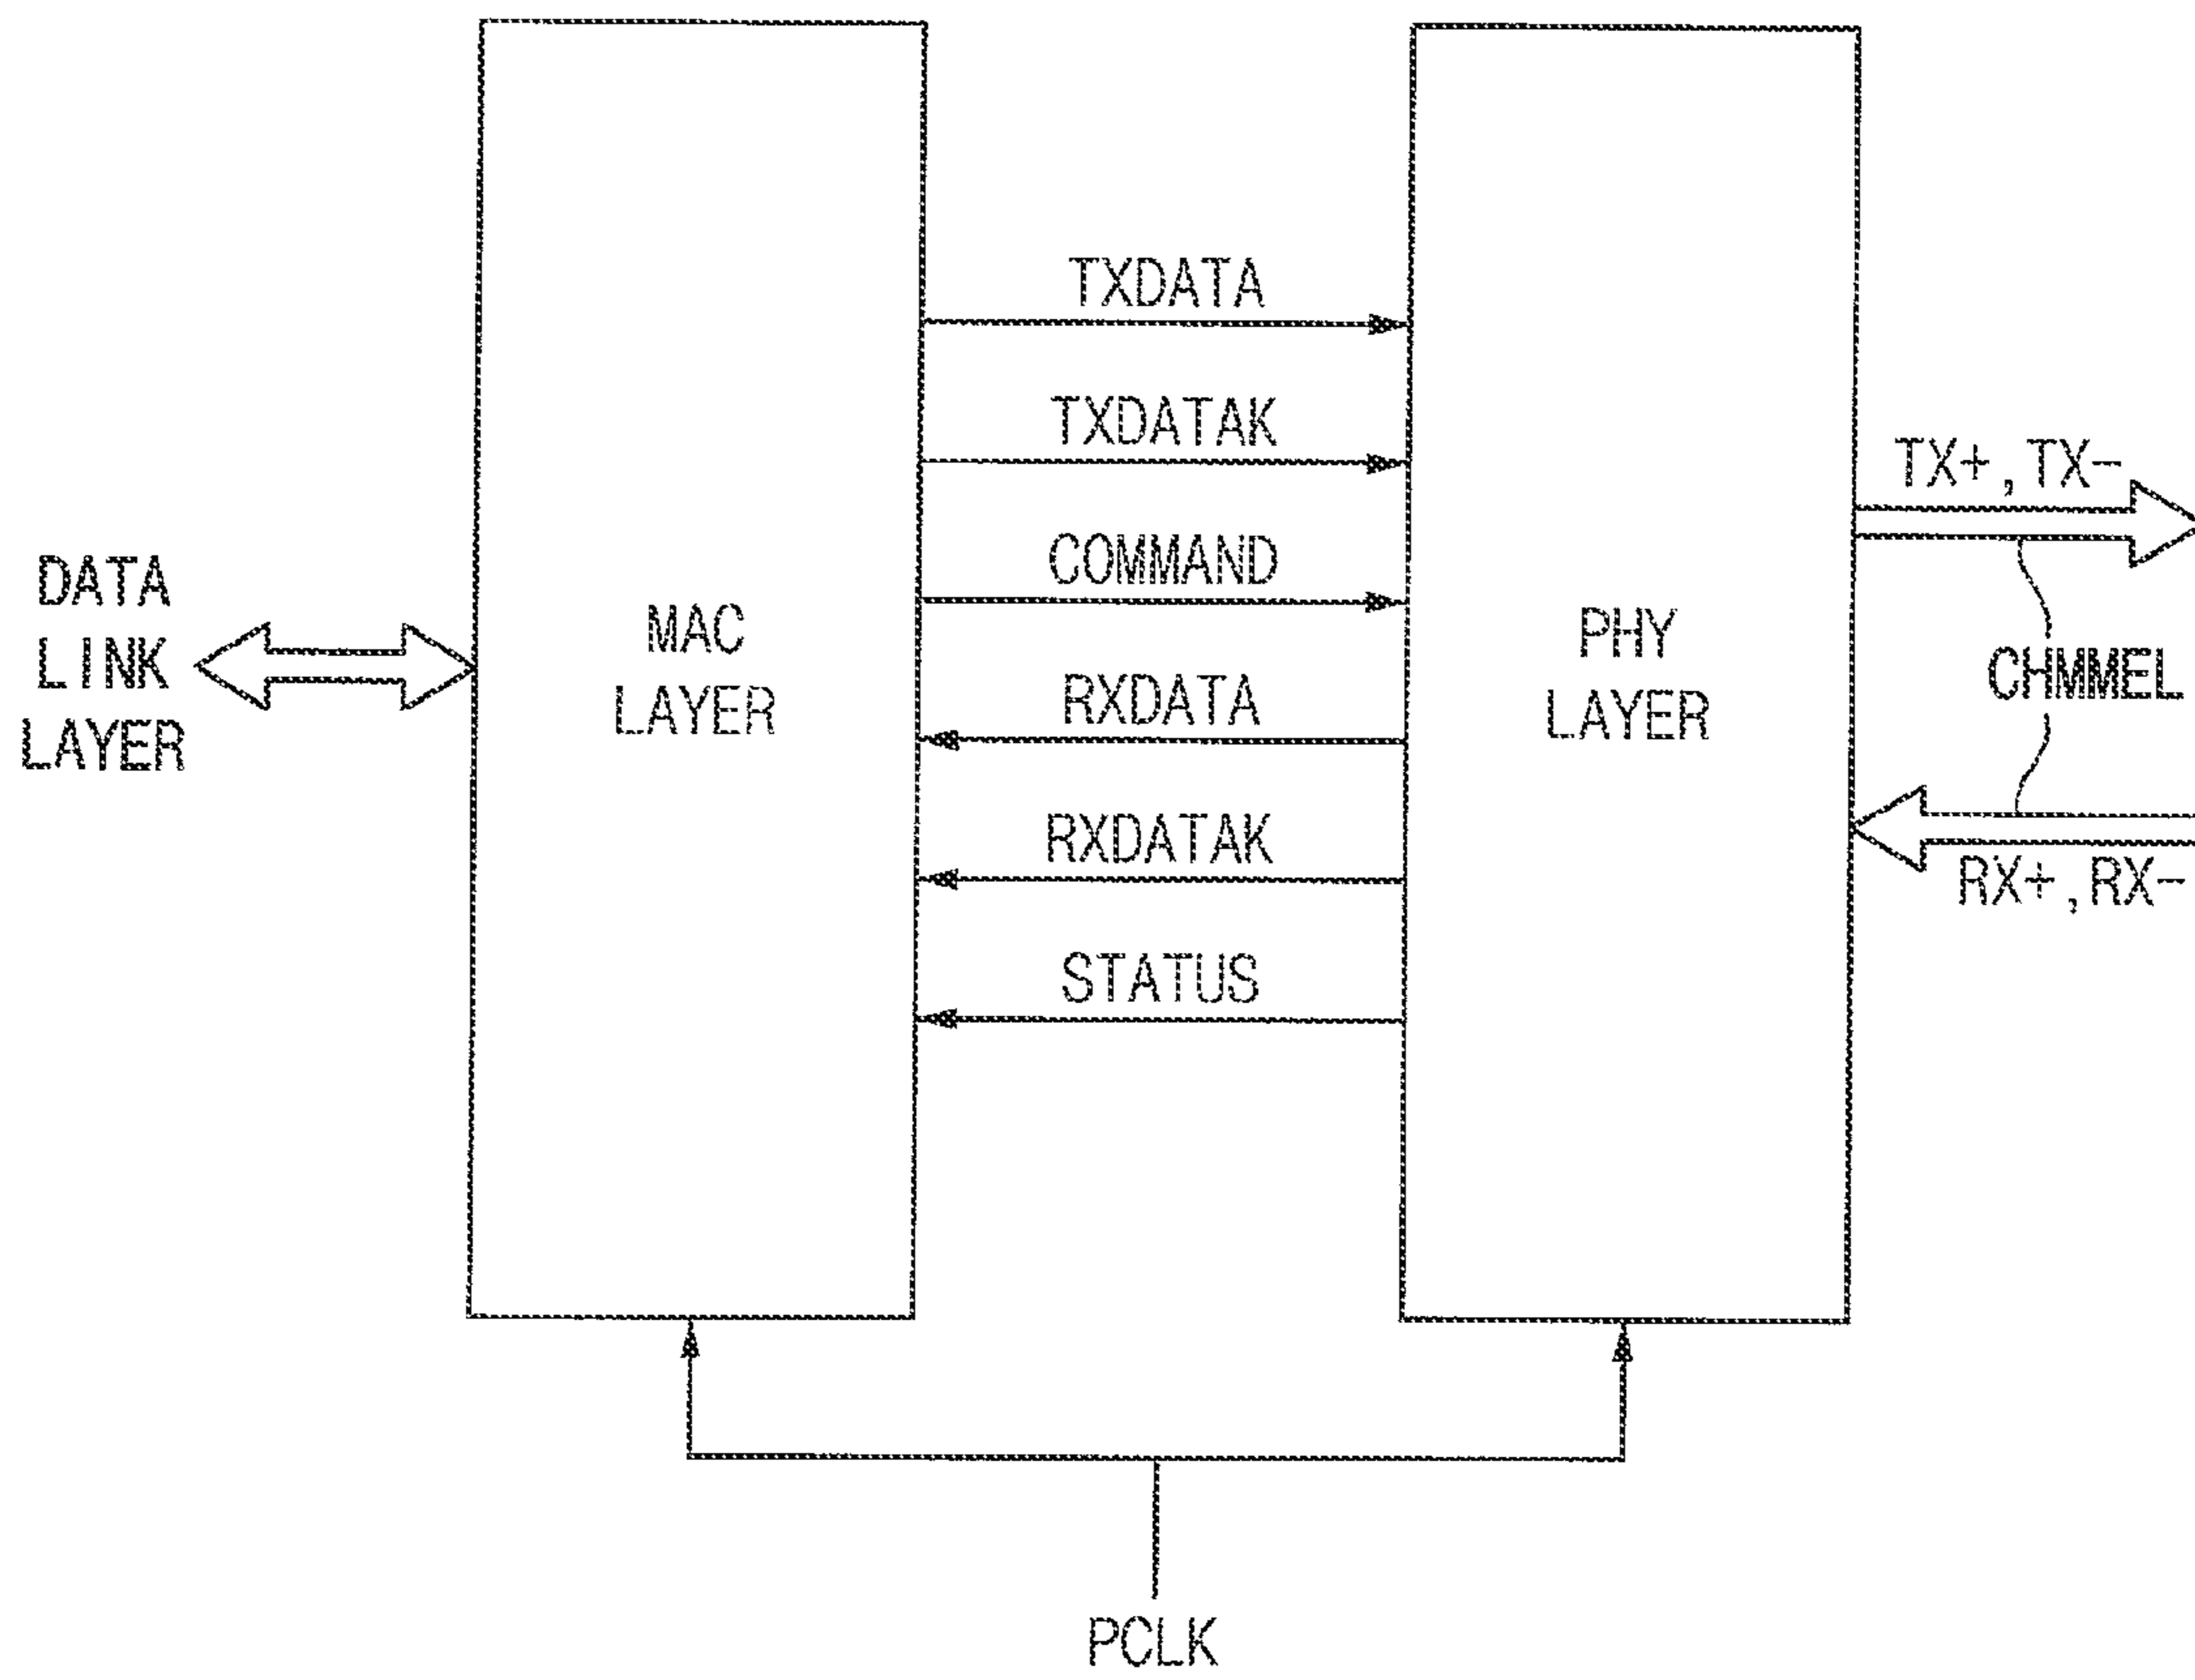 TXDATA
TXDATAK
COMMAND
RXDATA
RXDATAK
STATUS
DATA
LINK
LAYER
MAC
LAYER
PHY
LAYER
TX+,TX-
CHMMEL
RX+,RX-
PCLK